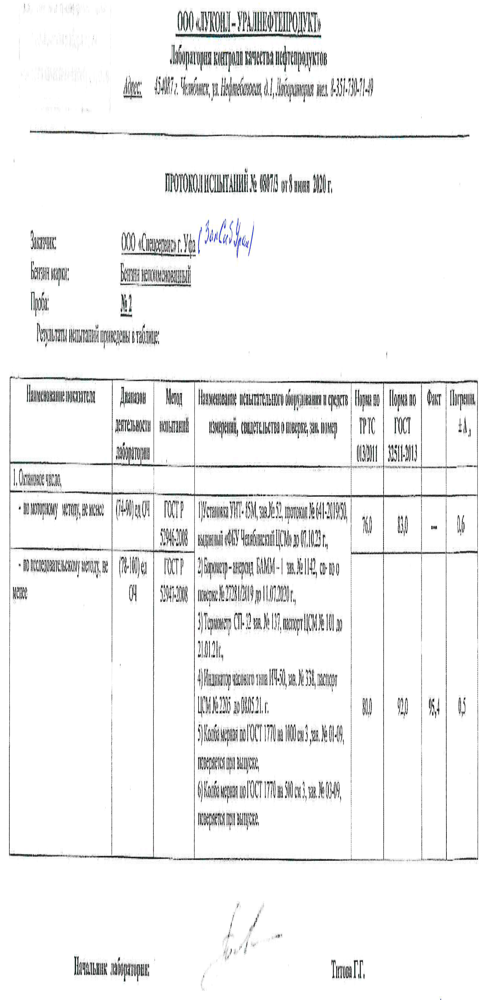 ООО «ЛУКОИЛ – УРАЛНЕФТЕПРОДУКТ»
Лаборатория контроля качества нефтепродуктов
Адрес: 454087 г. Челябинск, ул. Нефтебазовая, д.1, Лаборатория тел. 8-351-730-71-49
ПРОТОКОЛ ИСПЫТАНИЙ № 0807/3 от 8 июня 2020 г.
Заказчик: ООО «Спецсервис» г. Уфа (ЗапСибУрал)
Бензин марки: Бензин непоименованный
Проба: № 2
Результаты испытаний приведены в таблице:
Наименование показателя
Диапазон
деятельности
лаборатории
Метод
испытаний
Наименование испытательного оборудования и средств
измерений, свидетельства о поверке, зав. номер
Норма по
ТР ТС
013/2011
Норма по
ГОСТ
32511-2013
Факт
Погрешн.
± Δ
1. Октановое число,
- по моторному методу, не менее
(74-90) ед ОЧ
ГОСТ Р
52946-2008
1)Установка УИТ- 85М, зав.№ 52, протокол № 641-2019/50,
выданный «ФБУ Челябинский ЦСМ» до 07.10.23 г.,
76.0
83,0
---
0,6
- по исследовательскому методу, не
менее
(78-100) ед
ОЧ
ГОСТ Р
52947-2008
2) Барометр – анероид БАММ – 1 зав. № 1142, св- во о
поверке № 27281/2019 до 11.07.2020 г.,
3) Термометр СП- 32 зав. № 137, паспорт ЦСМ № 101 до
21.01.21г.,
4) Индикатор часового типа ИЧ-50, зав. № 338, паспорт
ЦСМ № 2205 до 08.05.21. г.
5) Колба мерная по ГОСТ 1770 на 1000 см 3 ,зав. № 01-09,
поверяется при выпуске,
6) Колба мерная по ГОСТ 1770 на 500 см 3, зав. № 03-09,
поверяется при выпуске.
80.0
92,0
95,4
0,5
Начальник лаборатории:
Титова Г.Г.